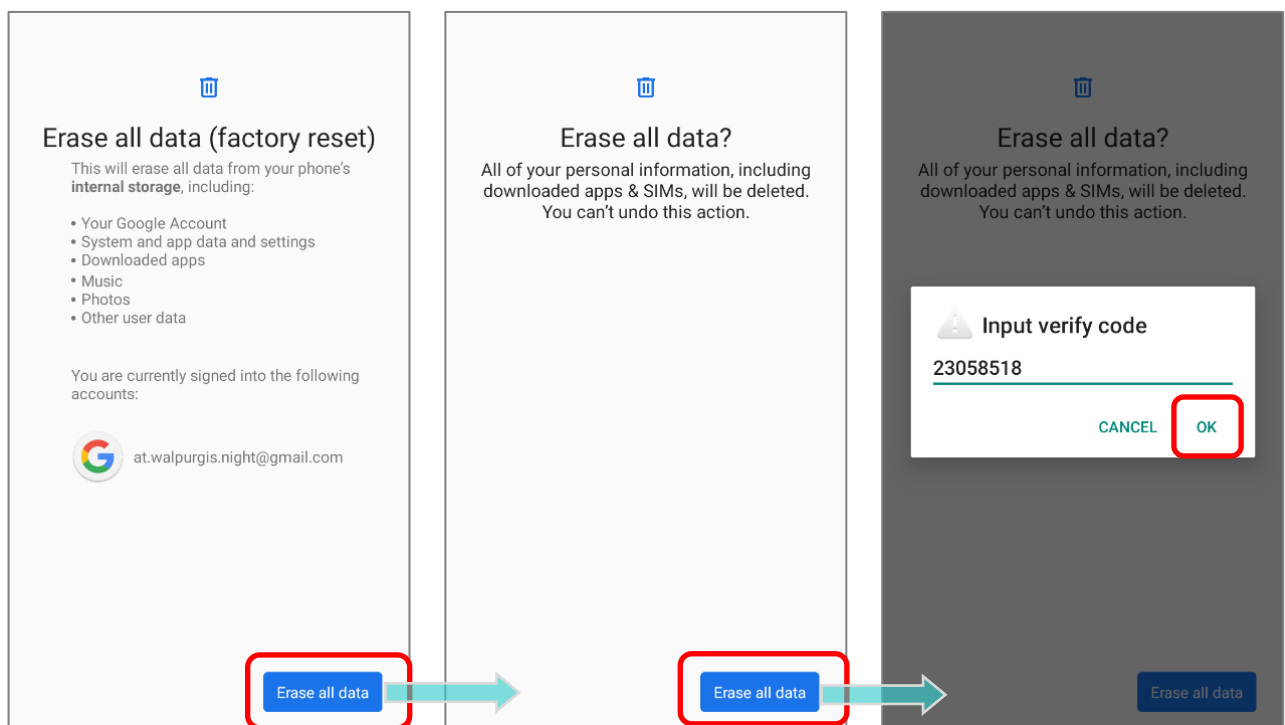 Erase all data (factory reset)
This will erase all data from your phone's
internal storage, including:
• Your Google Account
• System and app data and settings
• Downloaded apps
• Music
• Photos
• Other user data
You are currently signed into the following
accounts:
at.walpurgis.night@gmail.com
Erase all data
Erase all data?
All of your personal information, including
downloaded apps & SIMs, will be deleted.
You can't undo this action.
Erase all data
Erase all data?
All of your personal information, including
downloaded apps & SIMs, will be deleted.
You can't undo this action.
Input verify code
23058518
CANCEL OK
Erase all data